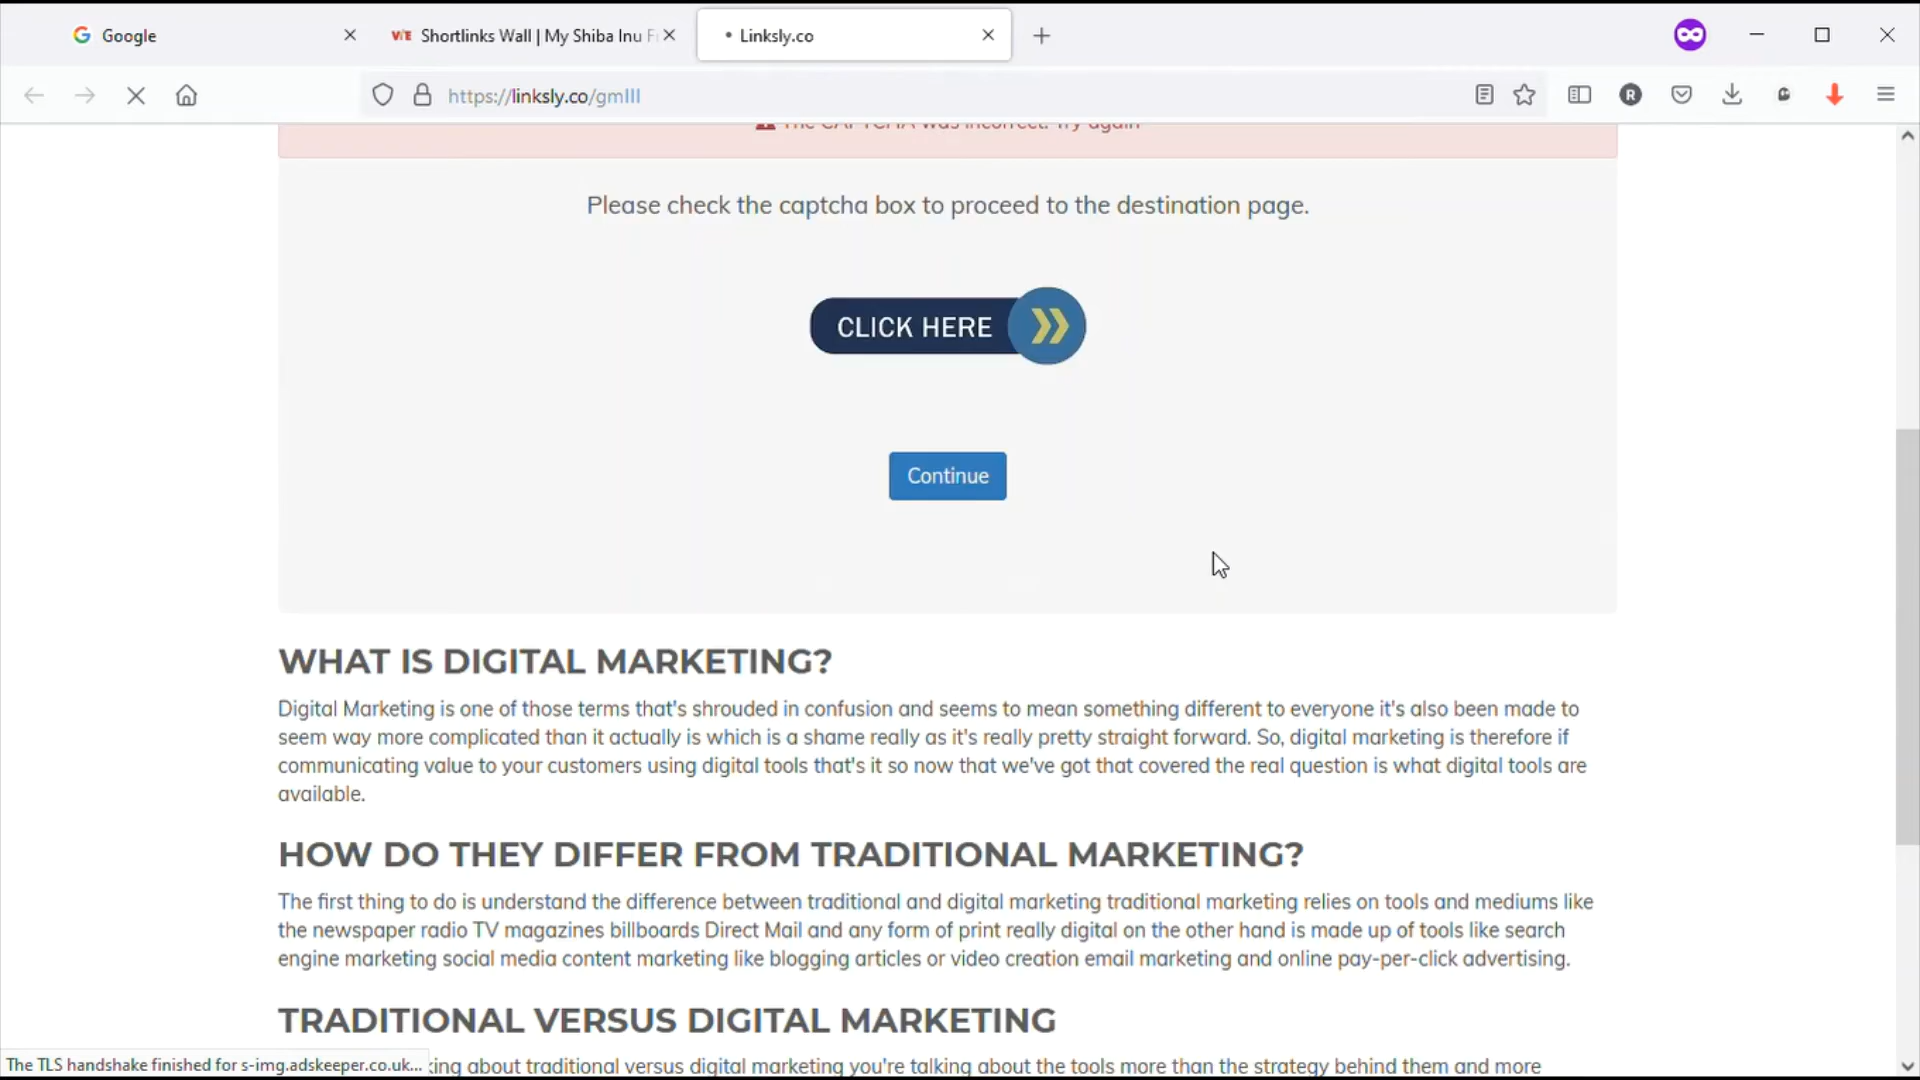 Google
Shortlinks Wall | My Shiba Inu F
Linksly.co
https://linksly.co/gmIII
The CAPTCHA was incorrect. Try again
Please check the captcha box to proceed to the destination page.
CLICK HERE
Continue
WHAT IS DIGITAL MARKETING?
Digital Marketing is one of those terms that's shrouded in confusion and seems to mean something different to everyone it's also been made to
seem way more complicated than it actually is which is a shame really as it's really pretty straight forward. So, digital marketing is therefore if
communicating value to your customers using digital tools that's it so now that we've got that covered the real question is what digital tools are
available.
HOW DO THEY DIFFER FROM TRADITIONAL MARKETING?
The first thing to do is understand the difference between traditional and digital marketing traditional marketing relies on tools and mediums like
the newspaper radio TV magazines billboards Direct Mail and any form of print really digital on the other hand is made up of tools like search
engine marketing social media content marketing like blogging articles or video creation email marketing and online pay-per-click advertising.
TRADITIONAL VERSUS DIGITAL MARKETING
The TLS handshake finished for s-img.adskeeper.co.uk...
king about traditional versus digital marketing you're talking about the tools more than the strategy behind them and more